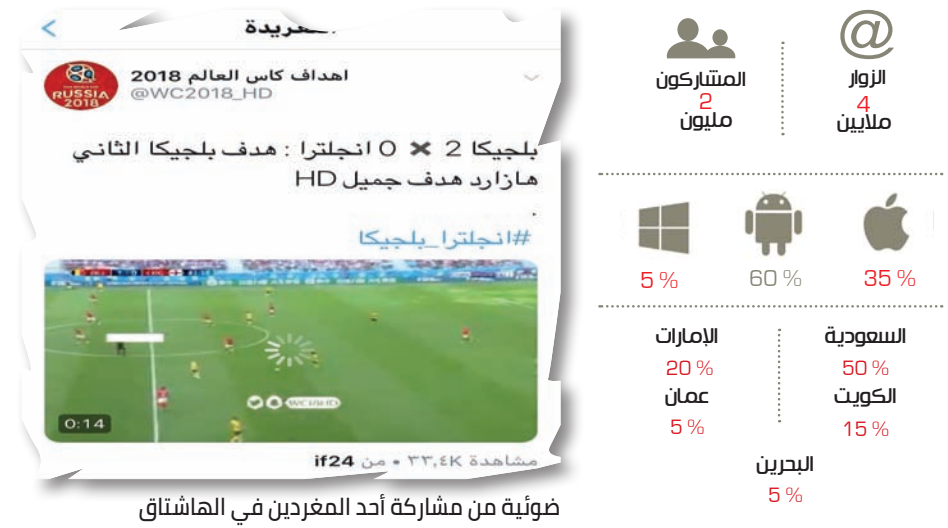 تغريدة
اهداف كاس العالم 2018
@WC2018_HD
RUSSIA
2018
بلجيكا 2 ✖ 0 انجلترا : هدف بلجيكا الثاني
هازارد هدف جميل HD
.
#انجلترا_بلجيكا
WC18HD
0:14
مشاهدة ٣٣,٤K • من if24
ضوئية من مشاركة أحد المغردين في الهاشتاق
@
الزوار
4
ملايين
المشاركون
2
مليون
35 %
60 %
5 %
السعودية
50 %
الإمارات
20 %
الكويت
15 %
عمان
5 %
البحرين
5 %